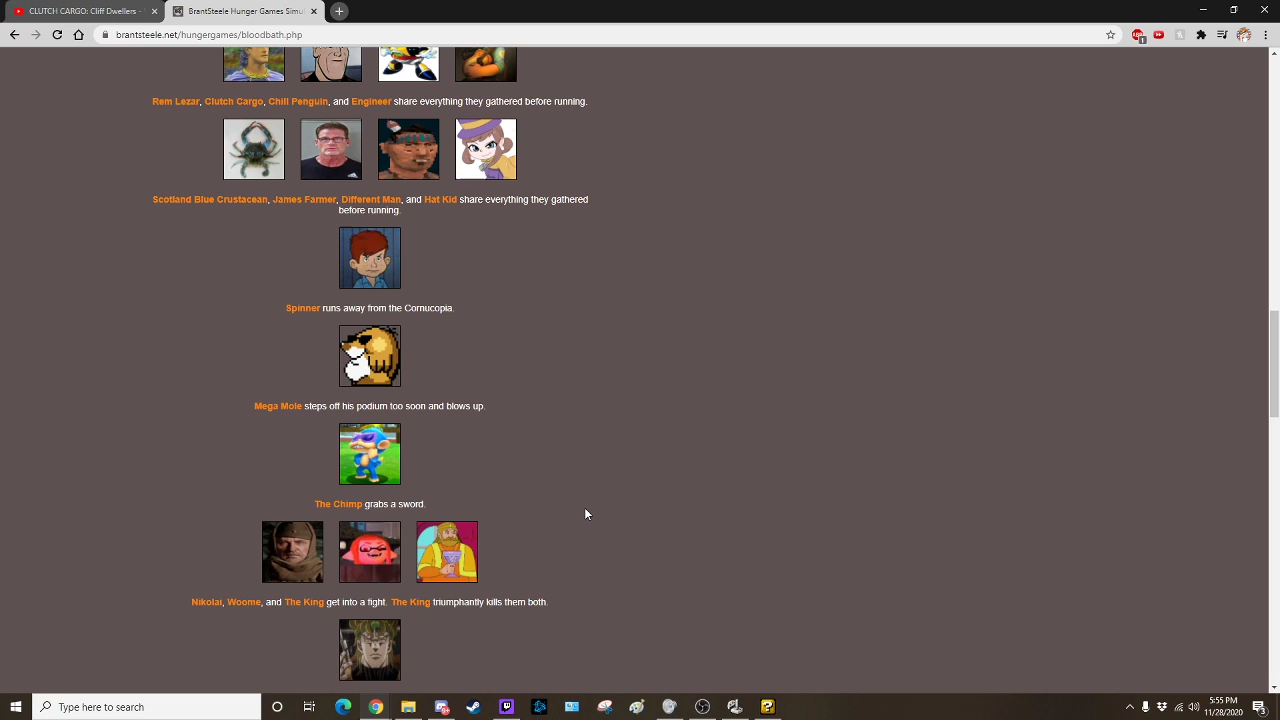 CLUTCH CARGO: Cliff Dwellers -
BrantSteele Hunger Games Simul
brantsteele.net/hungergames/bloodbath.php
Rem Lezar, Clutch Cargo, Chill Penguin, and Engineer share everything they gathered before running.
Scotland Blue Crustacean, James Farmer, Different Man, and Hat Kid share everything they gathered
before running.
Spinner runs away from the Cornucopia.
Mega Mole steps off his podium too soon and blows up.
The Chimp grabs a sword.
Nikolai, Woome, and The King get into a fight. The King triumphantly kills them both.
Type here to search
5:55 PM
11/28/2020